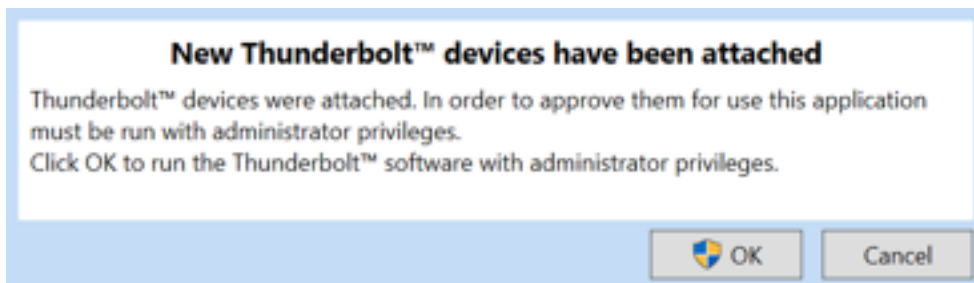 New Thunderbolt™ devices have been attached
Thunderbolt™ devices were attached. In order to approve them for use this application
must be run with administrator privileges.
Click OK to run the Thunderbolt™ software with administrator privileges.
OK Cancel